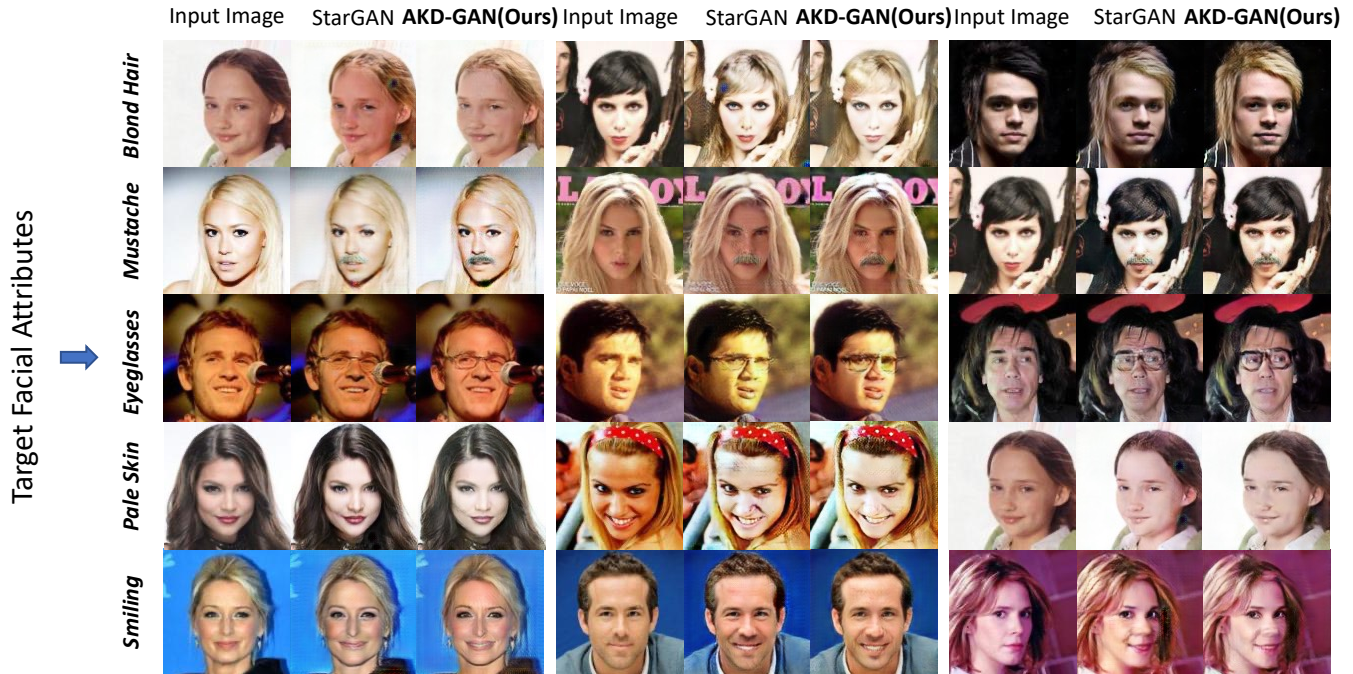 Input Image StarGAN AKD-GAN(Ours) Input Image StarGAN AKD-GAN(Ours) Input Image StarGAN AKD-GAN(Ours)
Target Facial Attributes
Blond Hair
Mustache
Eyeglasses
Pale Skin
Smiling